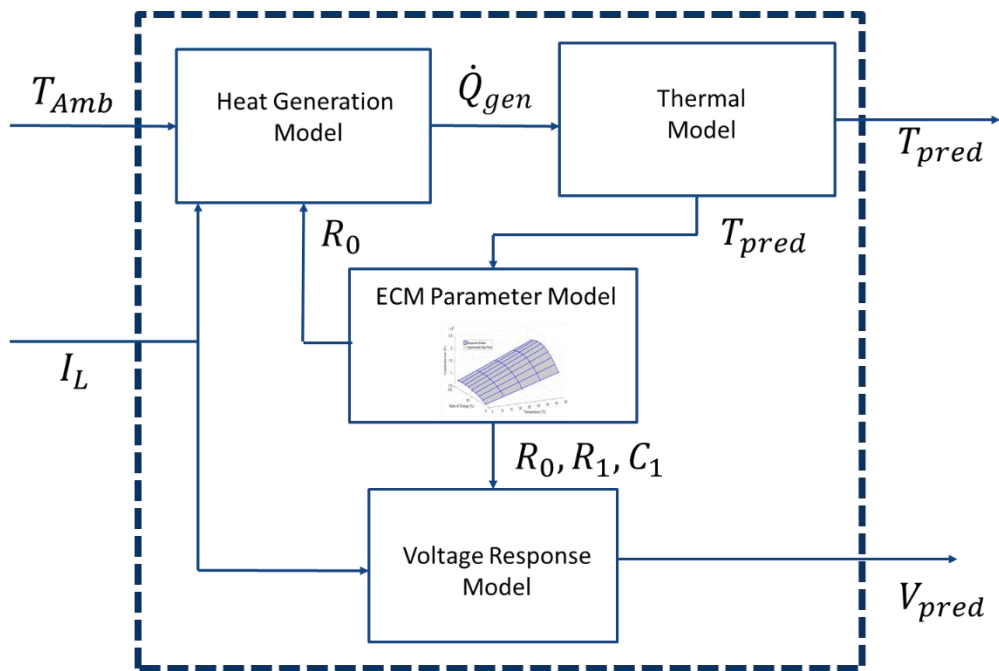 T_Amb
Heat Generation
Model
Q̇_gen
Thermal
Model
T_pred
R_0
T_pred
ECM Parameter Model
I_L
R_0, R_1, C_1
Voltage Response
Model
V_pred